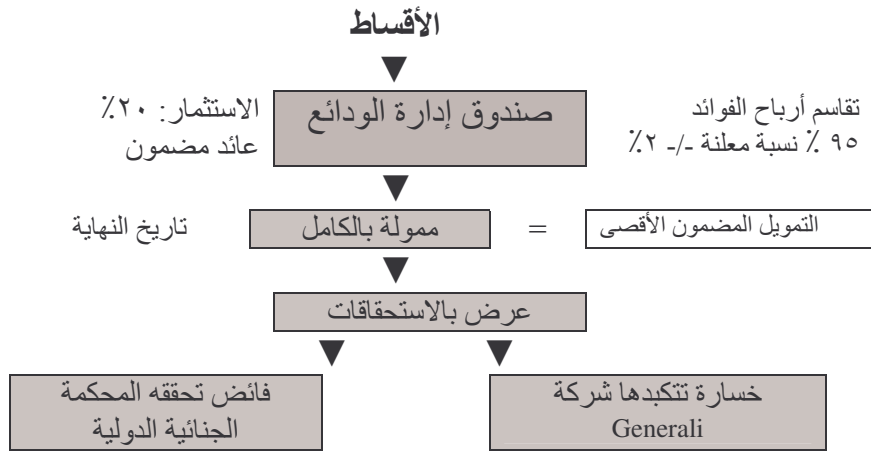 الأقساط
صندوق إدارة الودائع
الاستثمار: ٢٠٪
عائد مضمون
تقاسم أرباح الفوائد
٩٥ ٪ نسبة معلنة -/- ٢٪
التمويل المضمون الأقصى
=
ممولة بالكامل
تاريخ النهاية
عرض بالاستحقاقات
خسارة تتكبدها شركة
Generali
فائض تحققه المحكمة
الجنائية الدولية